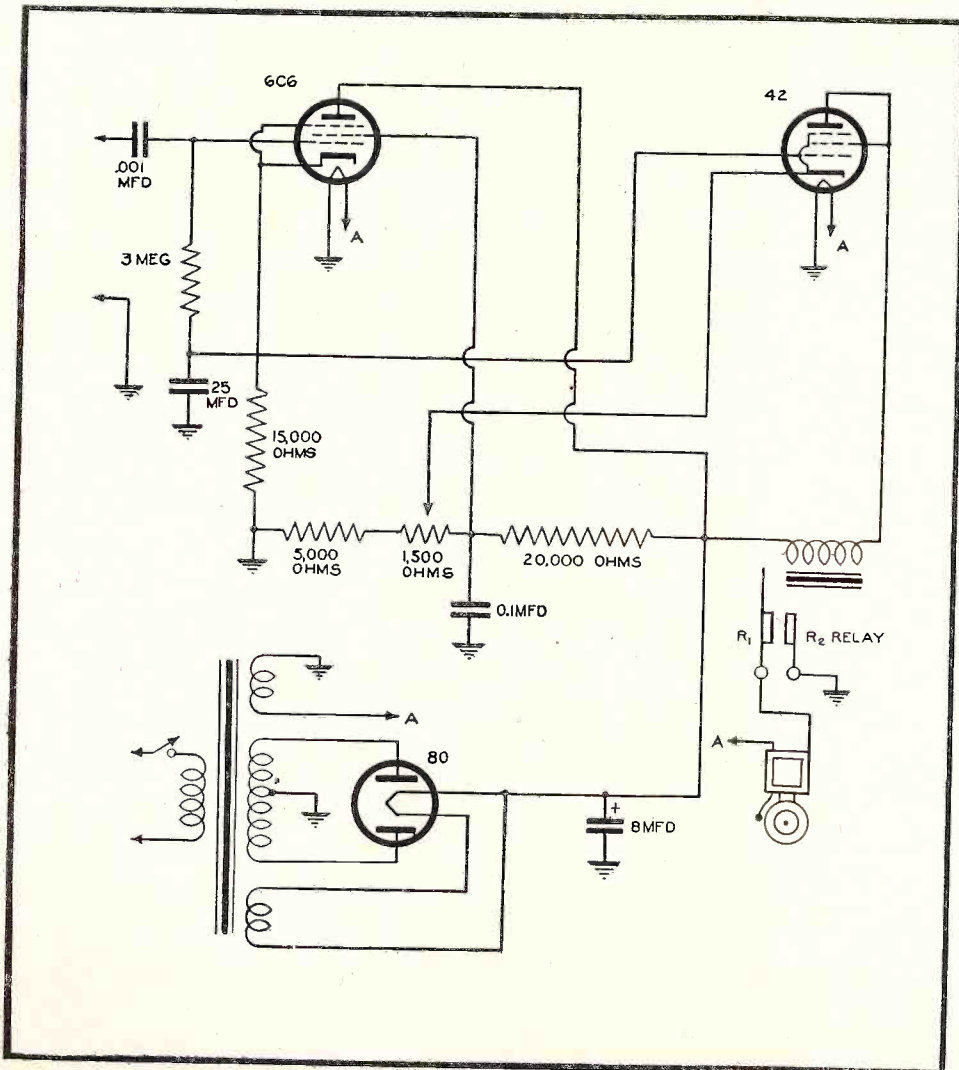 6C6
42
.001
MFD
A
A
3 MEG
25
MFD
15,000
OHMS
5,000
OHMS
1,500
OHMS
20,000 OHMS
0.1MFD
R₁
R₂ RELAY
A
A
80
+
8MFD